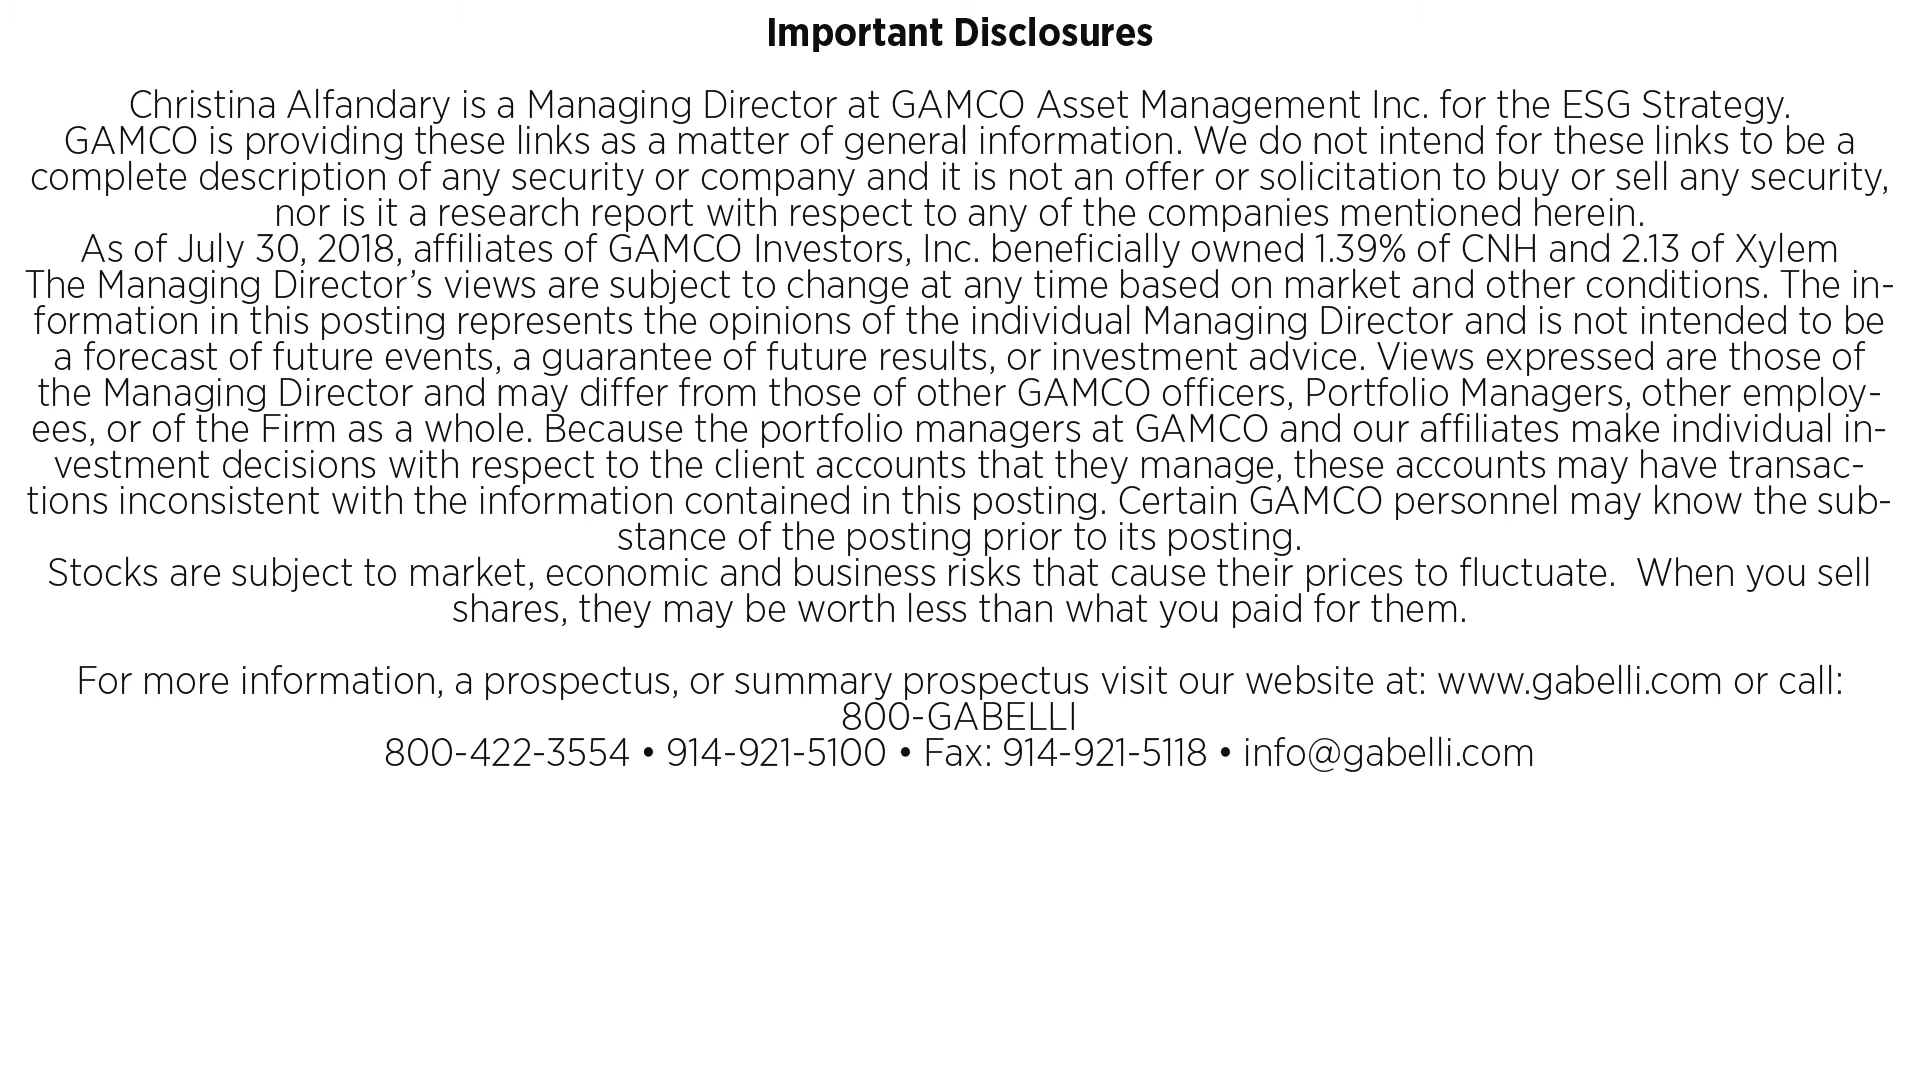 Important Disclosures
Christina Alfandary is a Managing Director at GAMCO Asset Management Inc. for the ESG Strategy.
GAMCO is providing these links as a matter of general information. We do not intend for these links to be a
complete description of any security or company and it is not an offer or solicitation to buy or sell any security,
nor is it a research report with respect to any of the companies mentioned herein.
As of July 30, 2018, affiliates of GAMCO Investors, Inc. beneficially owned 1.39% of CNH and 2.13 of Xylem
The Managing Director’s views are subject to change at any time based on market and other conditions. The in-
formation in this posting represents the opinions of the individual Managing Director and is not intended to be
a forecast of future events, a guarantee of future results, or investment advice. Views expressed are those of
the Managing Director and may differ from those of other GAMCO officers, Portfolio Managers, other employ-
ees, or of the Firm as a whole. Because the portfolio managers at GAMCO and our affiliates make individual in-
vestment decisions with respect to the client accounts that they manage, these accounts may have transac-
tions inconsistent with the information contained in this posting. Certain GAMCO personnel may know the sub-
stance of the posting prior to its posting.
Stocks are subject to market, economic and business risks that cause their prices to fluctuate.  When you sell
shares, they may be worth less than what you paid for them.
For more information, a prospectus, or summary prospectus visit our website at: www.gabelli.com or call:
800-GABELLI
800-422-3554 • 914-921-5100 • Fax: 914-921-5118 • info@gabelli.com